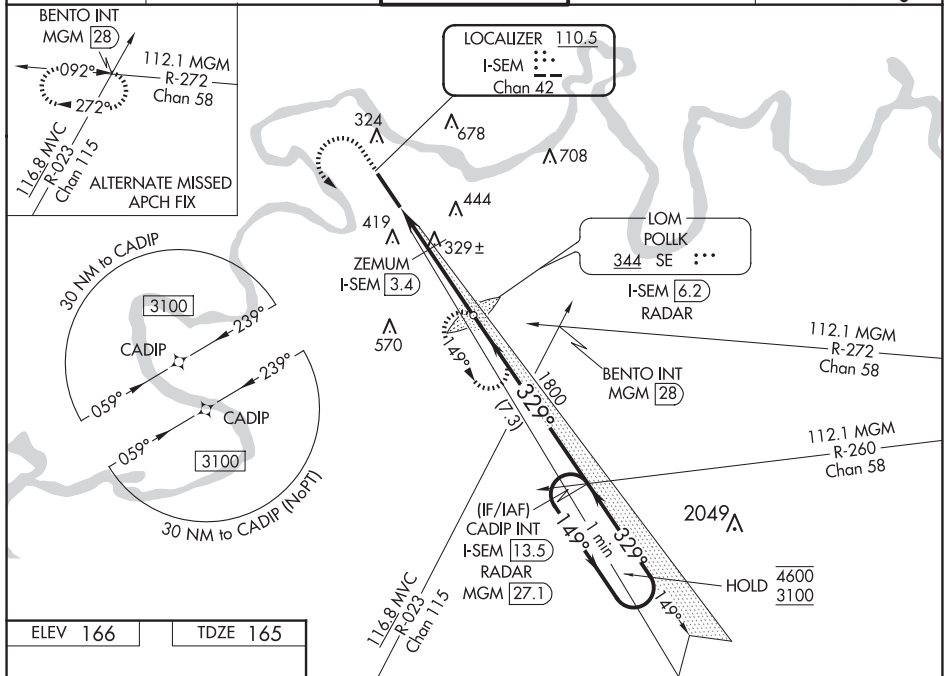 BENTO INT
MGM 28
112.1 MGM
R-272
Chan 58
092°
272°
116.8 MVC
R-023
Chan 115
ALTERNATE MISSED
APCH FIX
LOCALIZER 110.5
I-SEM
Chan 42
324
678
708
444
419
329 ±
ZEMUM
I-SEM 3.4
LOM
POLLK
344 SE
I-SEM 6.2
RADAR
30 NM to CADIP
3100
239°
CADIP
059°
570
149°
(7.3)
1800
329°
112.1 MGM
R-272
Chan 58
BENTO INT
MGM 28
239°
CADIP
059°
3100
30 NM to CADIP (NoPT)
112.1 MGM
R-260
Chan 58
(IF/IAF)
CADIP INT
I-SEM 13.5
RADAR
MGM 27.1
149°
1 min
329°
2049
HOLD 4600
3100
149°
116.8 MVC
R-023
Chan 115
ELEV 166
TDZE 165